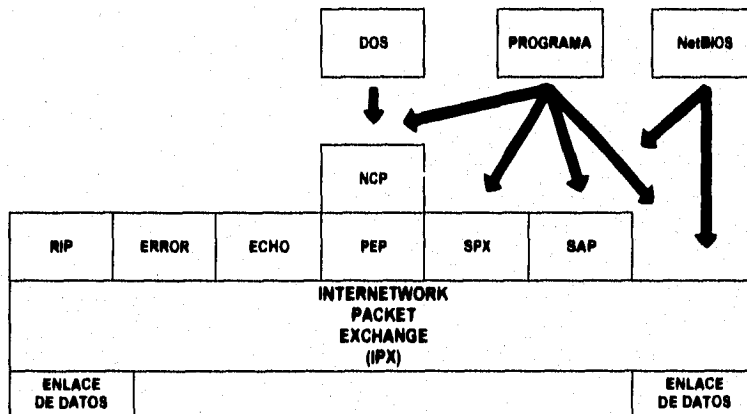 DOS
PROGRAMA
NetBIOS
NCP
RIP
ERROR
ECHO
PEP
SPX
SAP
INTERNETWORK
PACKET
EXCHANGE
(IPX)
ENLACE
DE DATOS
ENLACE
DE DATOS